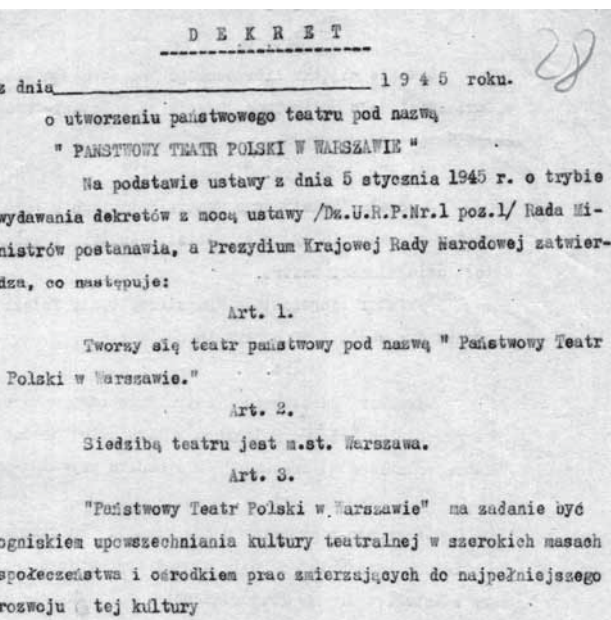 DEKRET
28
z dnia 1945 roku.
o utworzeniu państwowego teatru pod nazwą
" PAŃSTWOWY TEATR POLSKI W WARSZAWIE "
Na podstawie ustawy z dnia 5 stycznia 1945 r. o trybie
wydawania dekretów z mocą ustawy /Dz.U.R.P.Nr.1 poz.1/ Rada Mi-
nistrów postanawia, a Prezydium Krajowej Rady Narodowej zatwier-
dza, co następuje:
Art. 1.
Tworzy się teatr państwowy pod nazwą " Państwowy Teatr
Polski w Warszawie."
Art. 2.
Siedzibą teatru jest m.st. Warszawa.
Art. 3.
"Państwowy Teatr Polski w Warszawie" ma zadanie być
ogniskiem upowszechniania kultury teatralnej w szerokich masach
społeczeństwa i ośrodkiem prac zmierzających do najpełniejszego
rozwoju tej kultury